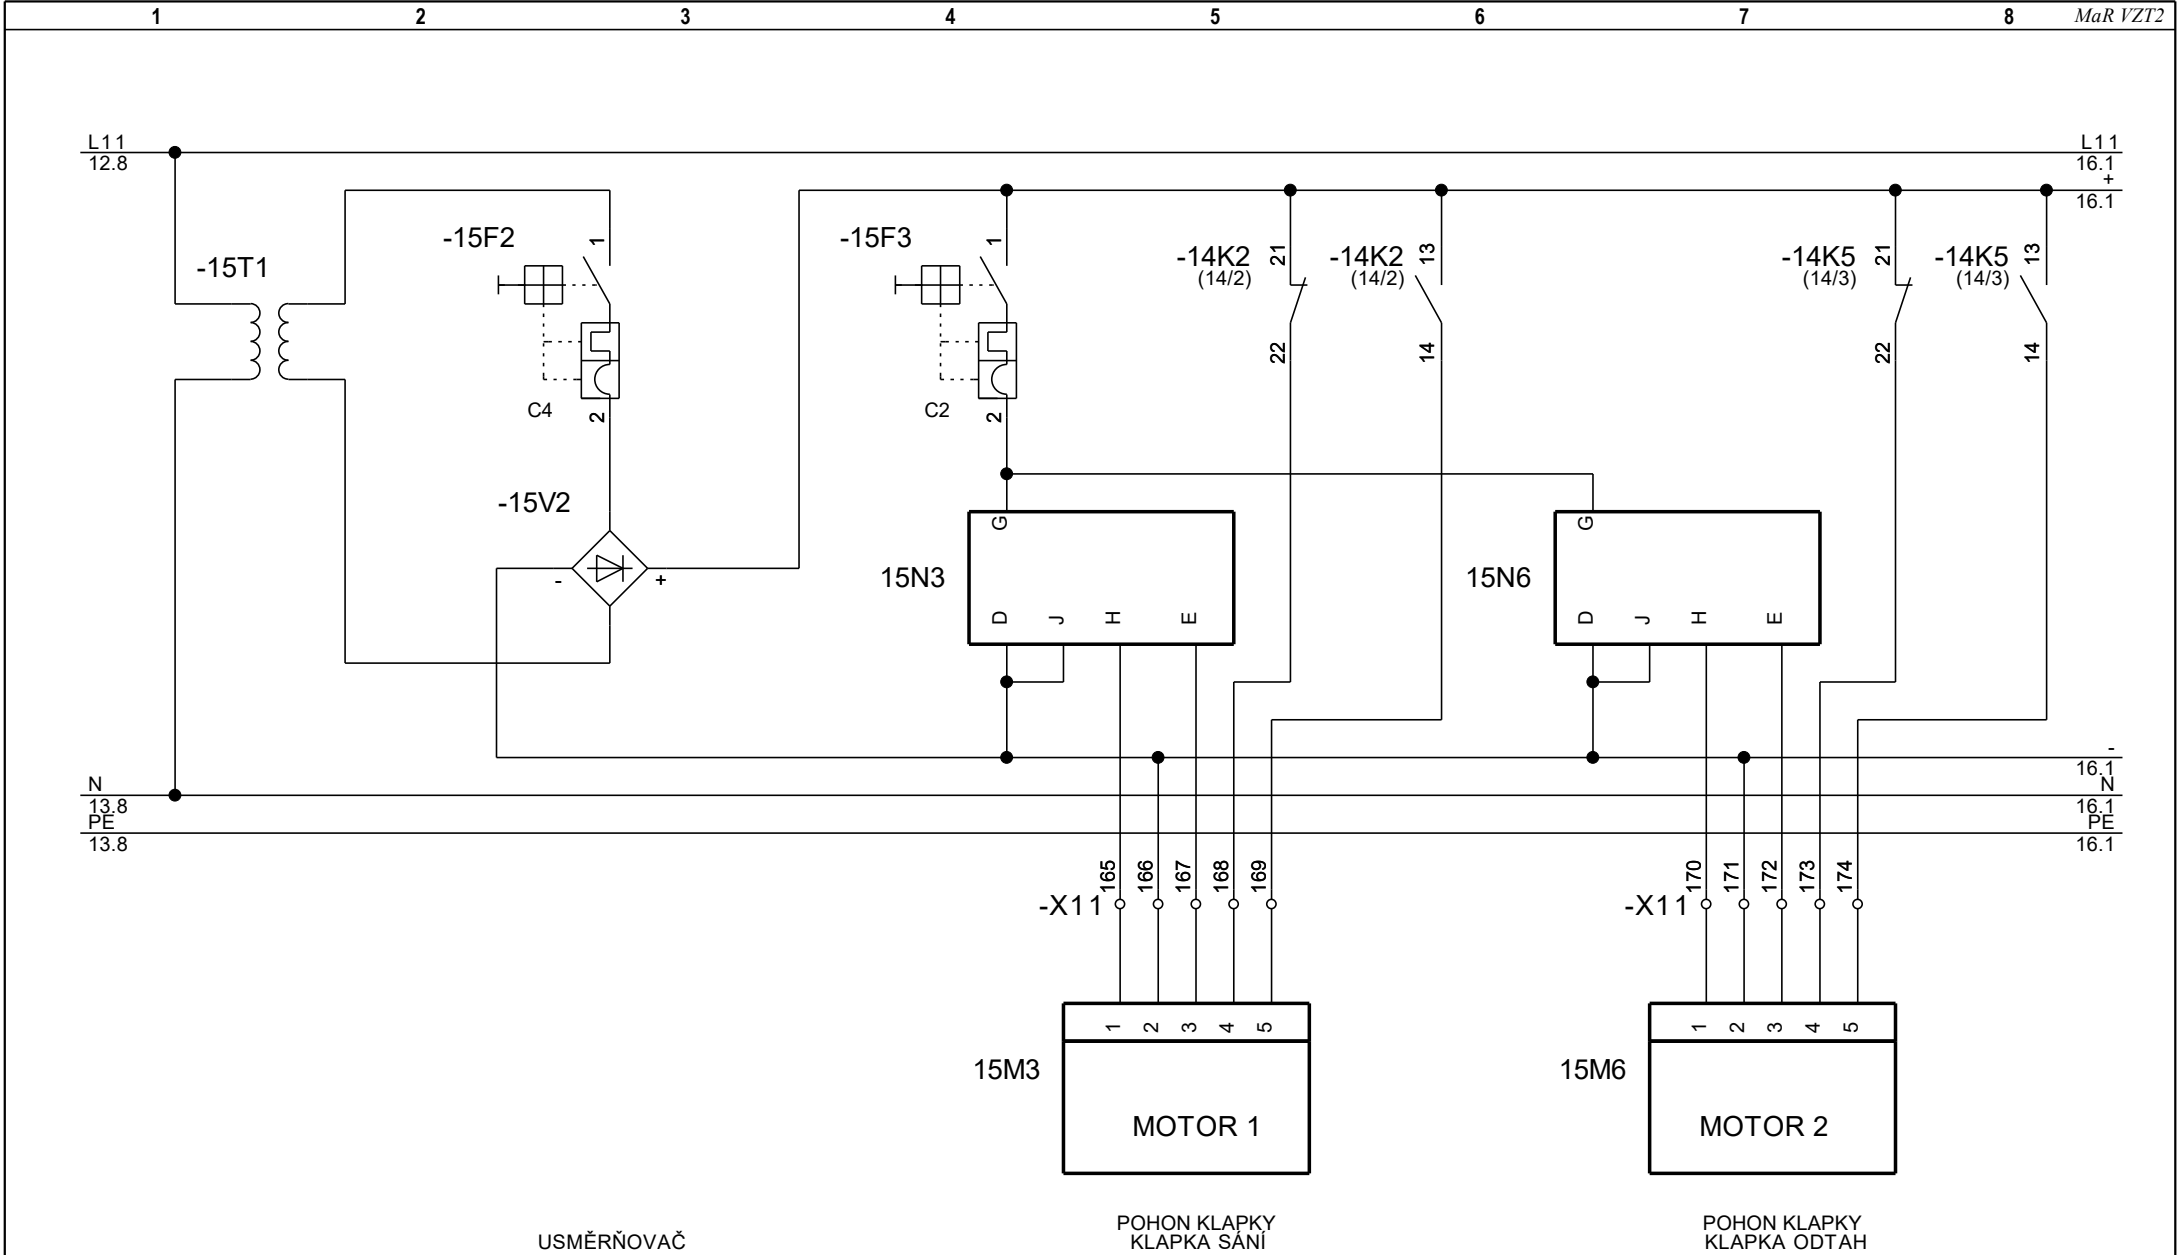 1 2 3 4 5 6 7 8 MaR VZT2
L11 L11
12.8 16.1
+
16.1
-15T1 -15F2 1 -15F3 1 -14K2 21 -14K2 13 -14K5 21 -14K5 13
(14/2) (14/2) (14/3) (14/3)
22 14 22 14
C4 2 C2 2
-15V2
- +
15N3 G D J H E
15N6 G D J H E
-
16.1
N N
13.8 16.1
PE PE
13.8 16.1
-X11 165 166 167 168 169
-X11 170 171 172 173 174
1 2 3 4 5
1 2 3 4 5
15M3 15M6
MOTOR 1 MOTOR 2
USMĚRŇOVAČ
POHON KLAPKY
KLAPKA SÁNÍ
POHON KLAPKY
KLAPKA ODTAH